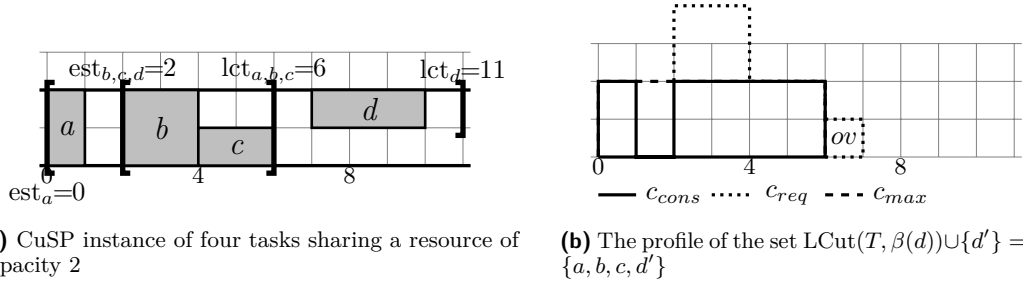 est_{b,c,d}=2 lct_{a,b,c}=6 lct_d=11
a b c d
0 4 8
est_a=0
ov
0 4 8
c_{cons} c_{req} c_{max}
) CuSP instance of four tasks sharing a resource of
pacity 2
(b) The profile of the set LCut(T, β(d))∪{d′} =
{a, b, c, d′}